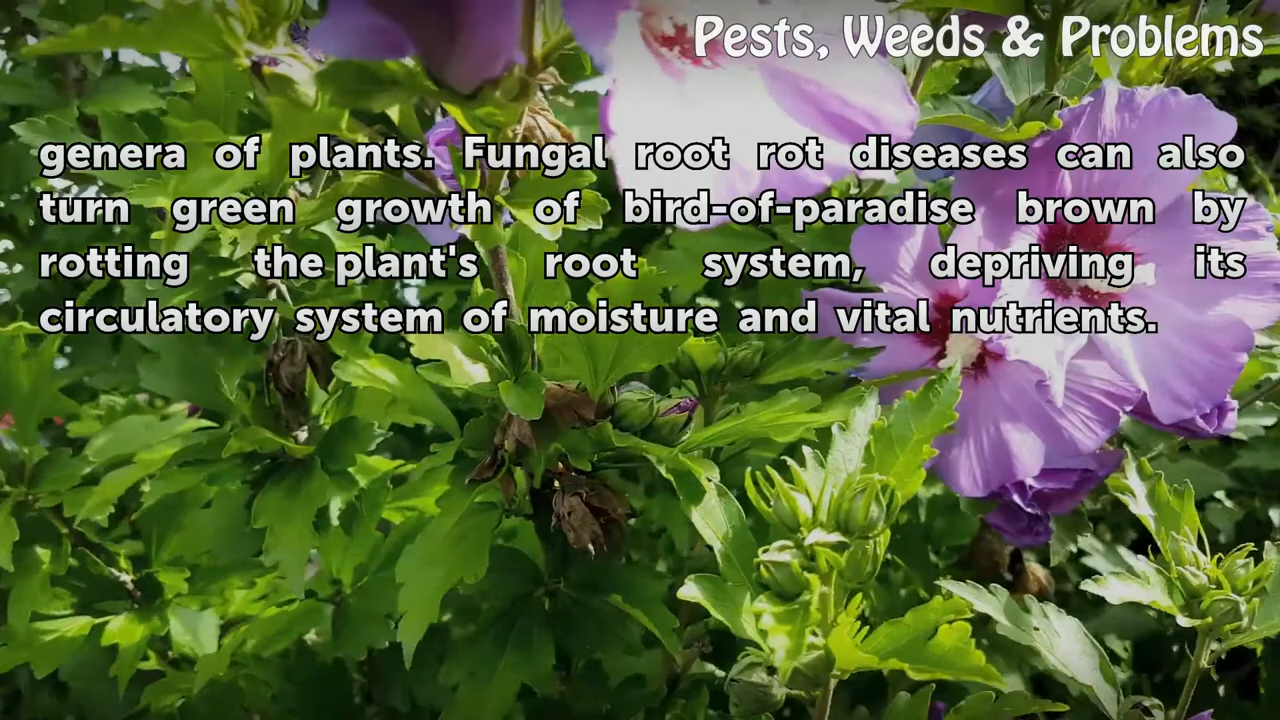 Pests, Weeds & Problems
genera of plants. Fungal root rot diseases can also
turn green growth of bird-of-paradise brown by
rotting the plant's root system, depriving its
circulatory system of moisture and vital nutrients.